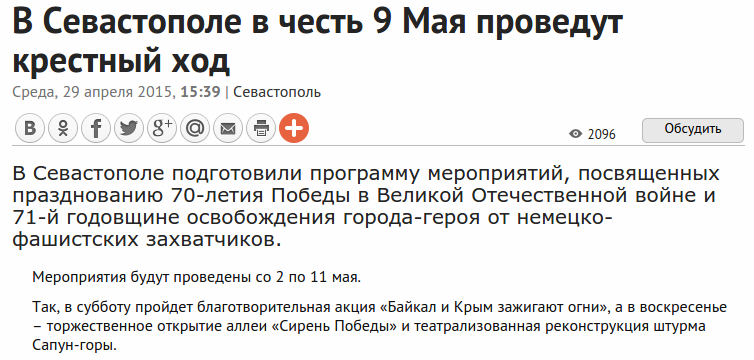 В Севастополе в честь 9 Мая проведут
крестный ход
Среда, 29 апреля 2015, 15:39 | Севастополь
В f g+ @ +
2096
Обсудить
В Севастополе подготовили программу мероприятий, посвященных
празднованию 70-летия Победы в Великой Отечественной войне и
71-й годовщине освобождения города-героя от немецко-
фашистских захватчиков.
Мероприятия будут проведены со 2 по 11 мая.
Так, в субботу пройдет благотворительная акция «Байкал и Крым зажигают огни», а в воскресенье
– торжественное открытие аллеи «Сирень Победы» и театрализованная реконструкция штурма
Сапун-горы.